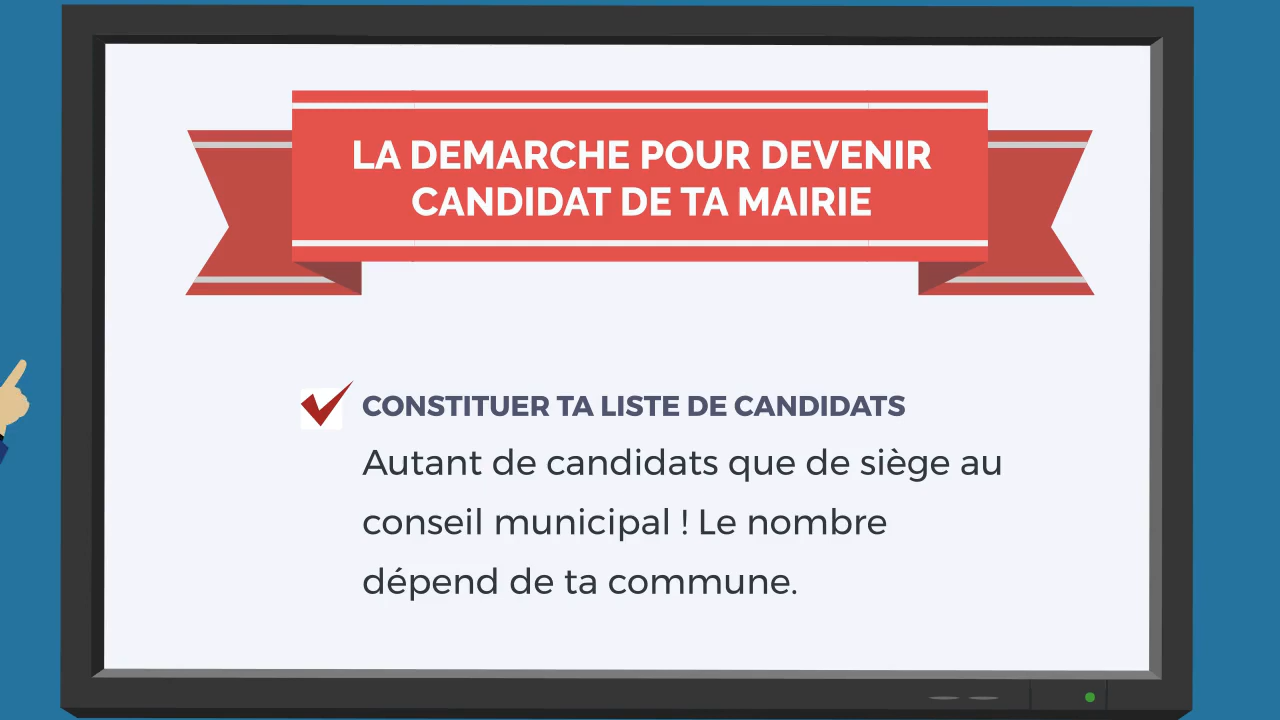 LA DEMARCHE POUR DEVENIR
CANDIDAT DE TA MAIRIE
CONSTITUER TA LISTE DE CANDIDATS
Autant de candidats que de siège au
conseil municipal ! Le nombre
dépend de ta commune.